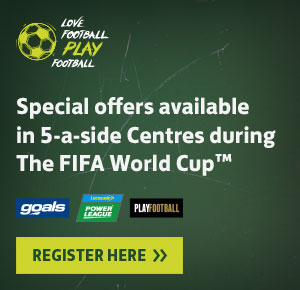 LOVE
FOOTBALL
PLAY
FOOTBALL
Special offers available
in 5-a-side Centres during
The FIFA World Cup™
goals
Lucozade
POWER
LEAGUE
PLAYFOOTBALL
REGISTER HERE >>